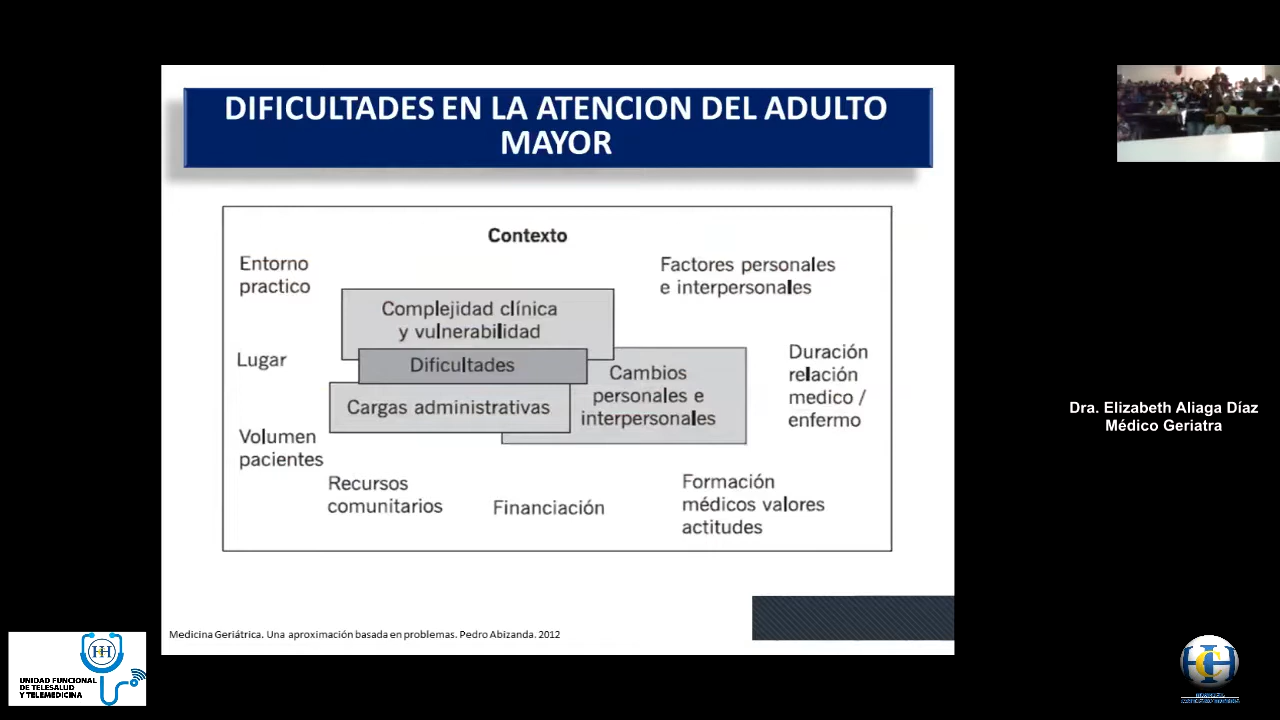 DIFICULTADES EN LA ATENCION DEL ADULTO
MAYOR
Contexto
Entorno
practico
Factores personales
e interpersonales
Complejidad clínica
y vulnerabilidad
Lugar
Dificultades
Cambios
personales e
interpersonales
Duración
relación
medico /
enfermo
Cargas administrativas
Volumen
pacientes
Recursos
comunitarios
Financiación
Formación
médicos valores
actitudes
Medicina Geriátrica. Una aproximación basada en problemas. Pedro Abizanda. 2012
Dra. Elizabeth Aliaga Díaz
Médico Geriatra
UNIDAD FUNCIONAL
DE TELESALUD
Y TELEMEDICINA